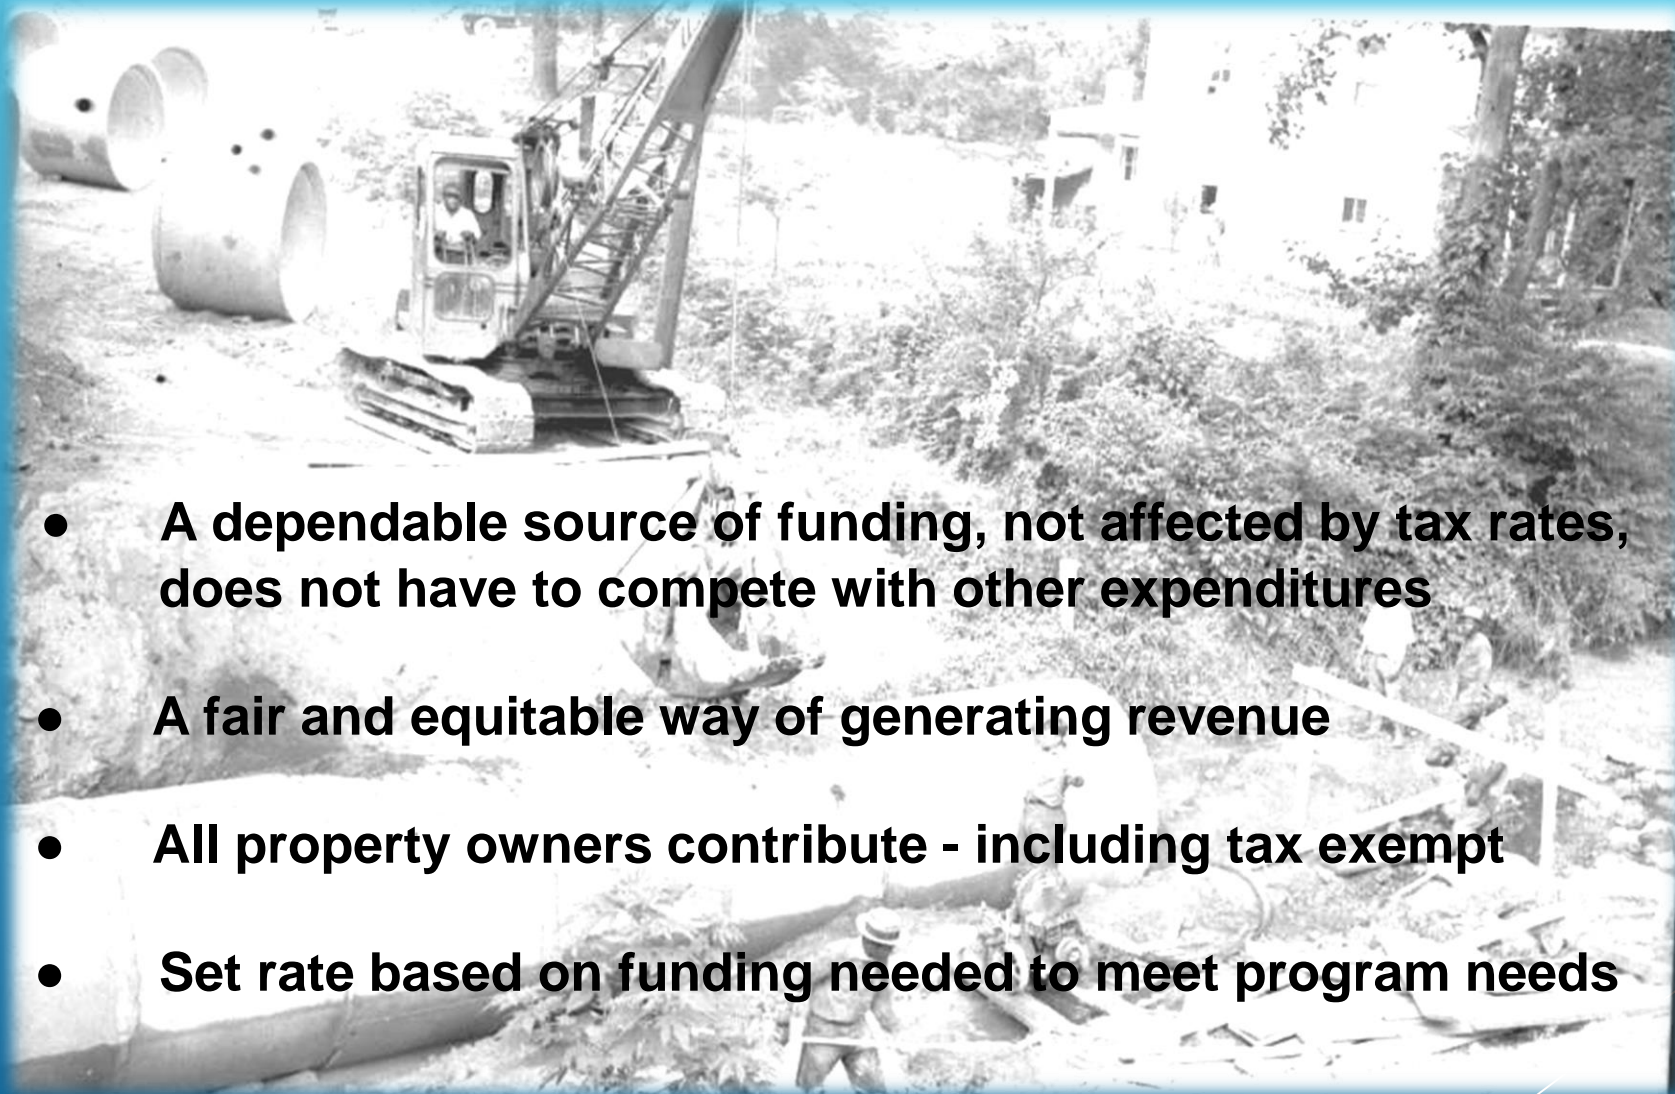 ● A dependable source of funding, not affected by tax rates,
does not have to compete with other expenditures
● A fair and equitable way of generating revenue
● All property owners contribute - including tax exempt
● Set rate based on funding needed to meet program needs